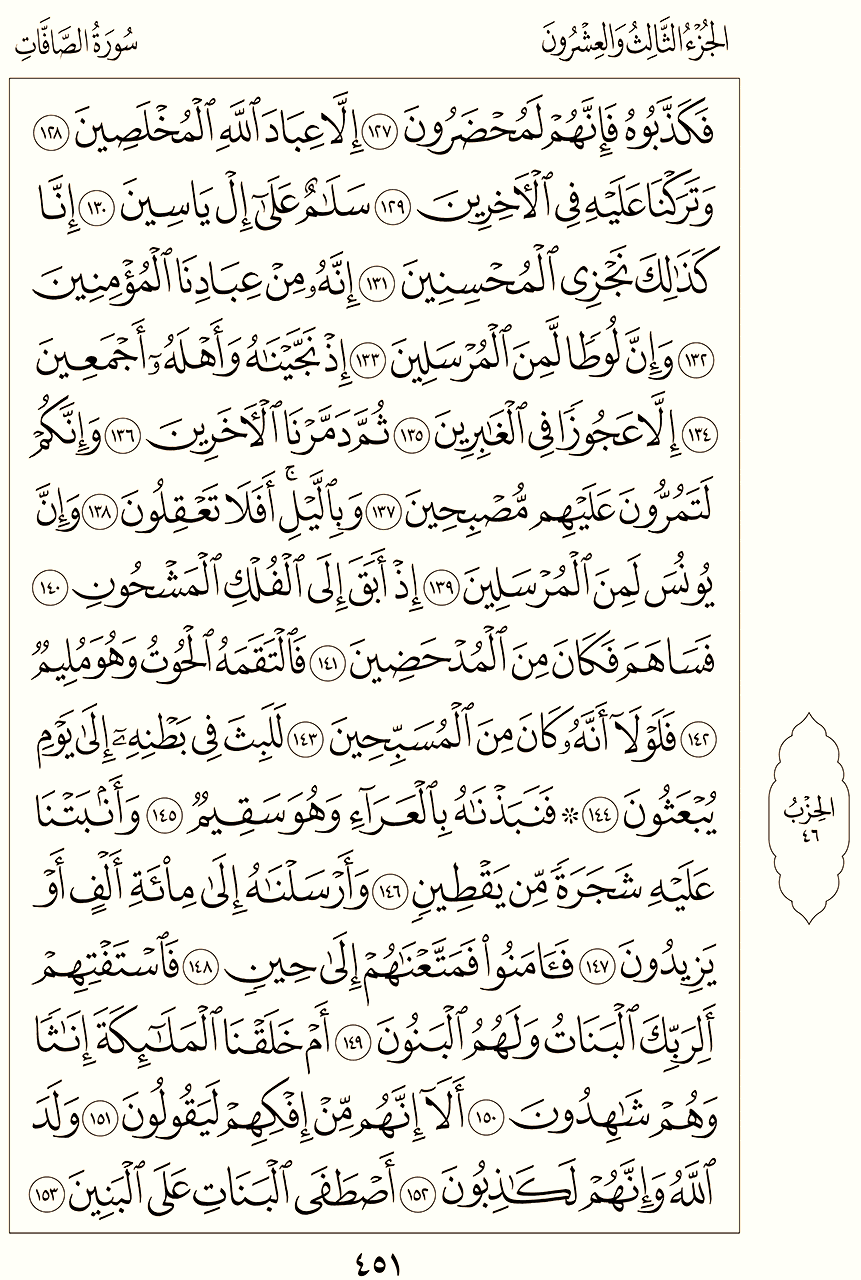 الجُزْءُ الثَّالِثُ وَالعِشْرُونَ
سُورَةُ الصَّافَّاتِ
فَكَذَّبُوهُ فَإِنَّهُمْ لَمُحْضَرُونَ ١٢٧ إِلَّا عِبَادَ ٱللَّهِ ٱلْمُخْلَصِينَ ١٢٨
وَتَرَكْنَا عَلَيْهِ فِى ٱلْـَٔاخِرِينَ ١٢٩ سَلَـٰمٌ عَلَىٰٓ إِلْ يَاسِينَ ١٣٠ إِنَّا
كَذَٰلِكَ نَجْزِى ٱلْمُحْسِنِينَ ١٣١ إِنَّهُۥ مِنْ عِبَادِنَا ٱلْمُؤْمِنِينَ
١٣٢ وَإِنَّ لُوطًا لَّمِنَ ٱلْمُرْسَلِينَ ١٣٣ إِذْ نَجَّيْنَـٰهُ وَأَهْلَهُۥٓ أَجْمَعِينَ
١٣٤ إِلَّا عَجُوزًا فِى ٱلْغَـٰبِرِينَ ١٣٥ ثُمَّ دَمَّرْنَا ٱلْـَٔاخَرِينَ ١٣٦ وَإِنَّكُمْ
لَتَمُرُّونَ عَلَيْهِم مُّصْبِحِينَ ١٣٧ وَبِٱلَّيْلِ ۚ أَفَلَا تَعْقِلُونَ ١٣٨ وَإِنَّ
يُونُسَ لَمِنَ ٱلْمُرْسَلِينَ ١٣٩ إِذْ أَبَقَ إِلَى ٱلْفُلْكِ ٱلْمَشْحُونِ ١٤٠
فَسَاهَمَ فَكَانَ مِنَ ٱلْمُدْحَضِينَ ١٤١ فَٱلْتَقَمَهُ ٱلْحُوتُ وَهُوَ مُلِيمٌ
١٤٢ فَلَوْلَآ أَنَّهُۥ كَانَ مِنَ ٱلْمُسَبِّحِينَ ١٤٣ لَلَبِثَ فِى بَطْنِهِۦٓ إِلَىٰ يَوْمِ
يُبْعَثُونَ ١٤٤ ۞ فَنَبَذْنَـٰهُ بِٱلْعَرَآءِ وَهُوَ سَقِيمٌ ١٤٥ وَأَنۢبَتْنَا
عَلَيْهِ شَجَرَةً مِّن يَقْطِينٍ ١٤٦ وَأَرْسَلْنَـٰهُ إِلَىٰ مِا۟ئَةِ أَلْفٍ أَوْ
يَزِيدُونَ ١٤٧ فَـَٔامَنُوا۟ فَمَتَّعْنَـٰهُمْ إِلَىٰ حِينٍ ١٤٨ فَٱسْتَفْتِهِمْ
أَلِرَبِّكَ ٱلْبَنَاتُ وَلَهُمُ ٱلْبَنُونَ ١٤٩ أَمْ خَلَقْنَا ٱلْمَلَـٰٓئِكَةَ إِنَـٰثًا
وَهُمْ شَـٰهِدُونَ ١٥٠ أَلَآ إِنَّهُم مِّنْ إِفْكِهِمْ لَيَقُولُونَ ١٥١ وَلَدَ
ٱللَّهُ وَإِنَّهُمْ لَكَـٰذِبُونَ ١٥٢ أَصْطَفَى ٱلْبَنَاتِ عَلَى ٱلْبَنِينَ ١٥٣
الحِزْبُ
٤٦
٤٥١